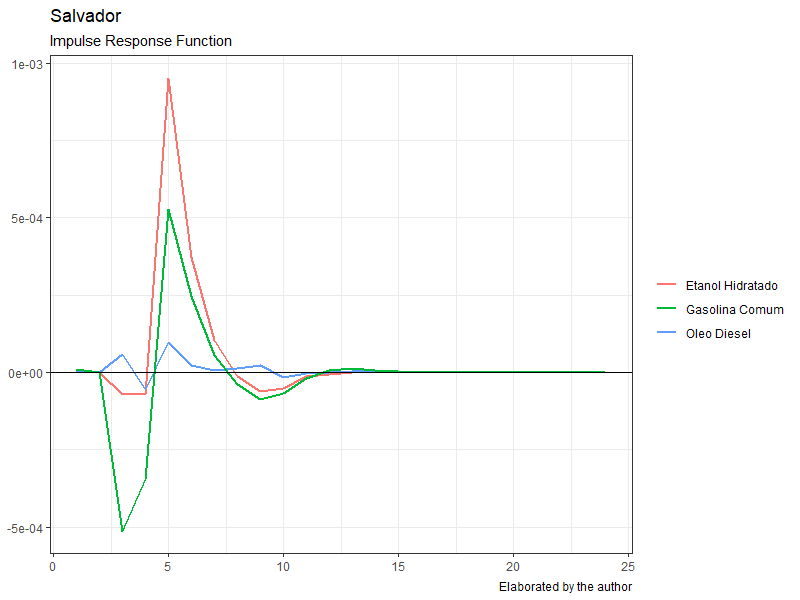 Salvador
Impulse Response Function
1e-03
5e-04
0e+00
-5e-04
0
5
10
15
20
25
Etanol Hidratado
Gasolina Comum
Oleo Diesel
Elaborated by the author